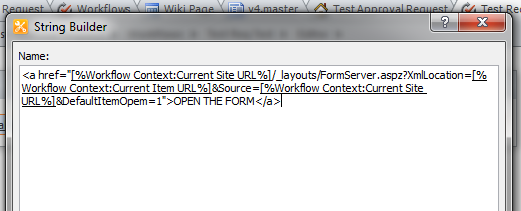 Request
Workflows
Wiki Page
v4.master
Test Approval Request
Test Re
String Builder
Name:
<a href="[%Workflow Context:Current Site URL%]/_layouts/FormServer.aspz?XmlLocation=[%
Workflow Context:Current Item URL%]&Source=[%Workflow Context:Current Site
URL%]&DefaultItemOpem=1">OPEN THE FORM</a>